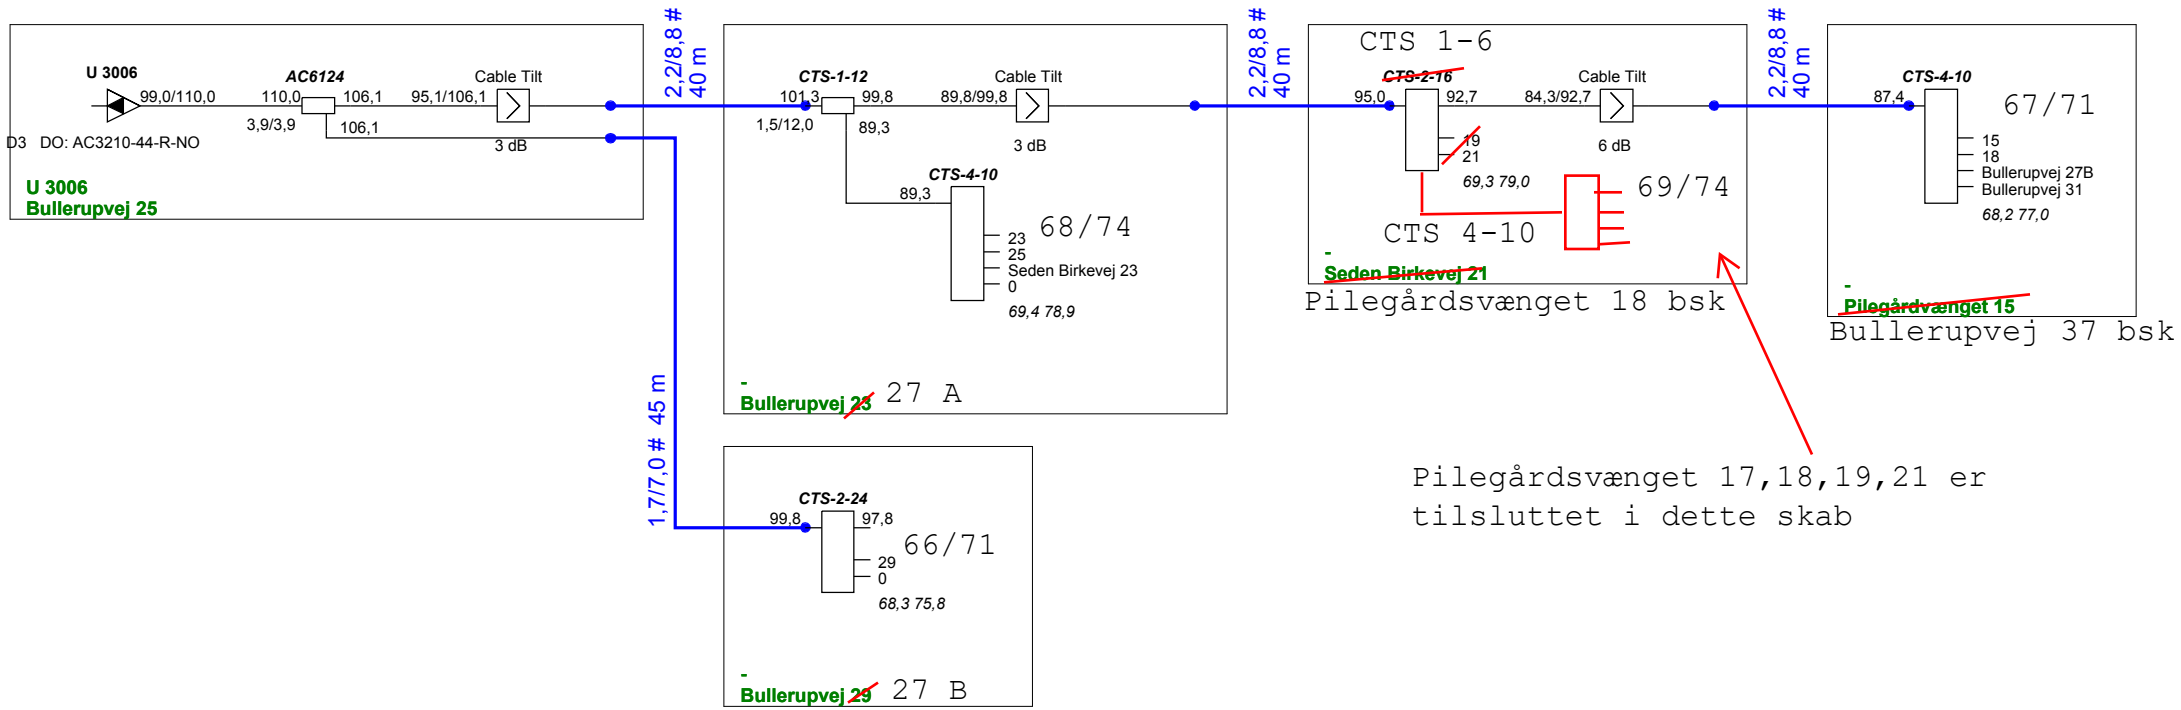 U 3006
99,0/110,0
D3 DO: AC3210-44-R-NO
AC6124
110,0
106,1
3,9/3,9
106,1
Cable Tilt
95,1/106,1
3 dB
U 3006
Bullerupvej 25
2,2/8,8 #
40 m
1,7/7,0 # 45 m
CTS-1-12
101,3
99,8
1,5/12,0
89,3
Cable Tilt
89,8/99,8
3 dB
CTS-4-10
89,3
68/74
23
25
Seden Birkevej 23
0
69,4 78,9
-
Bullerupvej 23
27 A
2,2/8,8 #
40 m
CTS 1-6
CTS-2-16
95,0
92,7
19
21
69,3 79,0
Cable Tilt
84,3/92,7
6 dB
69/74
CTS 4-10
-
Seden Birkevej 21
Pilegårdsvænget 18 bsk
2,2/8,8 #
40 m
CTS-4-10
87,4
67/71
15
18
Bullerupvej 27B
Bullerupvej 31
68,2 77,0
-
Pilegårdvænget 15
Bullerupvej 37 bsk
Pilegårdsvænget 17,18,19,21 er
tilsluttet i dette skab
CTS-2-24
99,8
97,8
66/71
29
0
68,3 75,8
-
Bullerupvej 29
27 B